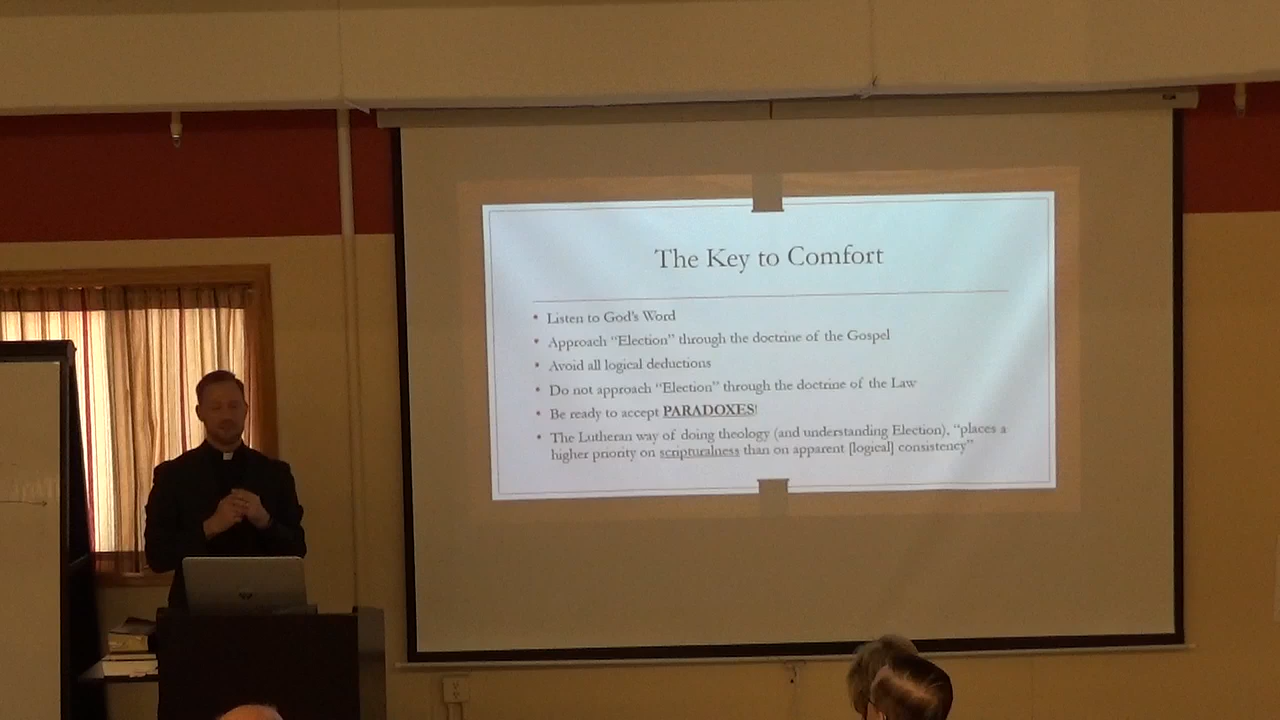 The Key to Comfort
• Listen to God's Word
• Approach “Election” through the doctrine of the Gospel
• Avoid all logical deductions
• Do not approach “Election” through the doctrine of the Law
• Be ready to accept PARADOXES!
• The Lutheran way of doing theology (and understanding Election), “places a
higher priority on scripturalness than on apparent [logical] consistency”